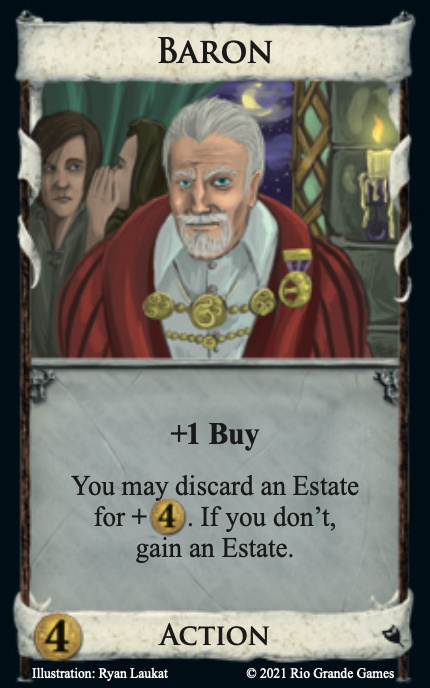 BARON
+1 Buy
You may discard an Estate
for + 4 . If you don't,
gain an Estate.
4 ACTION
Illustration: Ryan Laukat © 2021 Rio Grande Games